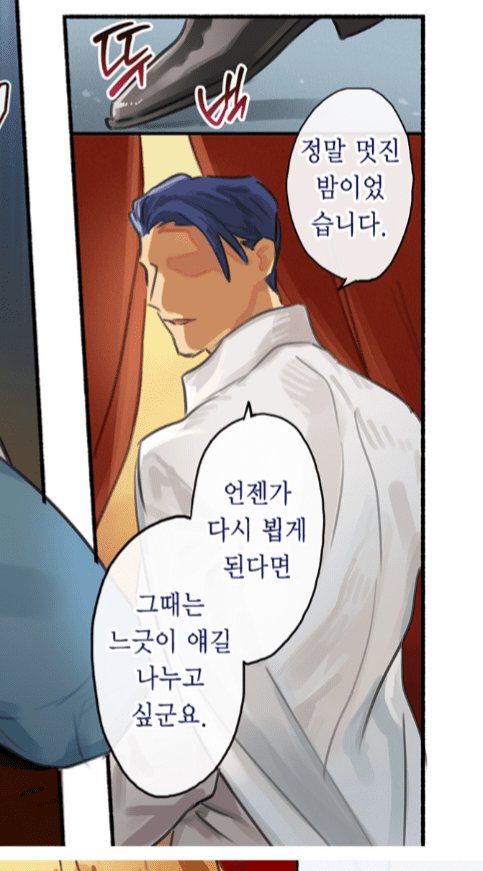 뚜
벅
정말 멋진
밤이었
습니다.
언젠가
다시 뵙게
된다면
그때는
느긋이 얘길
나누고
싶군요.